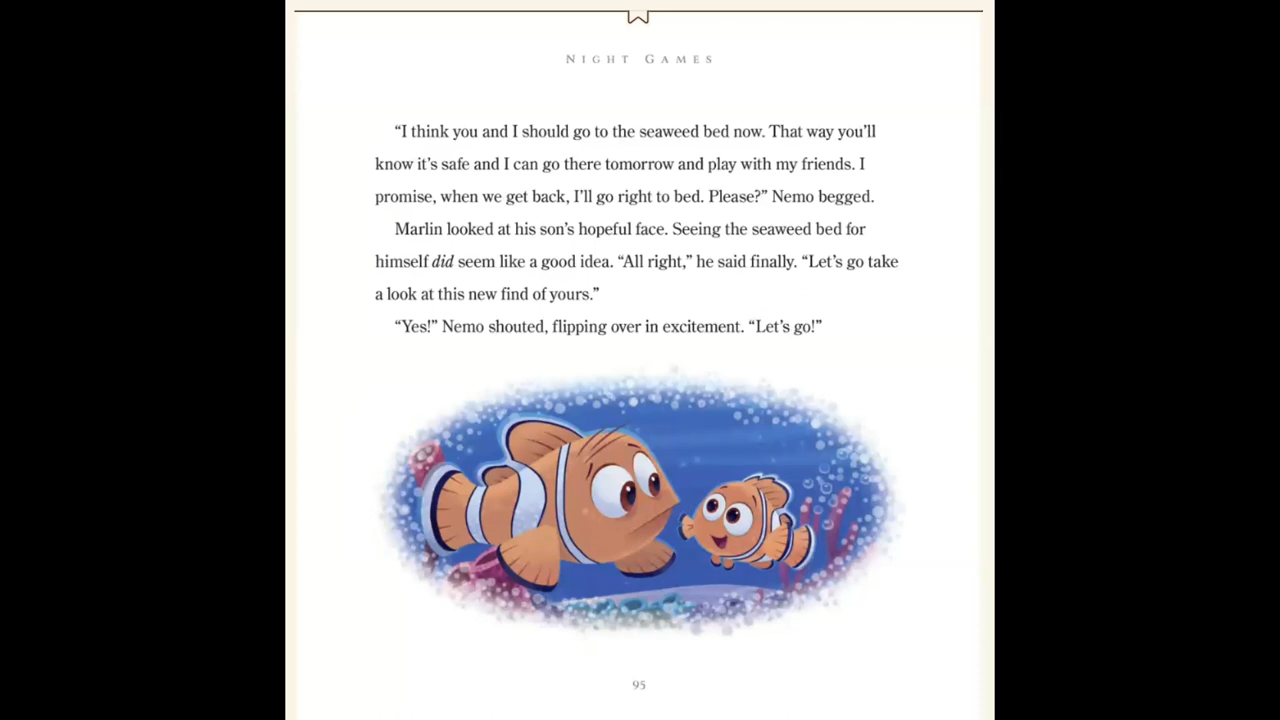 NIGHT GAMES
“I think you and I should go to the seaweed bed now. That way you’ll
know it’s safe and I can go there tomorrow and play with my friends. I
promise, when we get back, I’ll go right to bed. Please?” Nemo begged.
Marlin looked at his son’s hopeful face. Seeing the seaweed bed for
himself did seem like a good idea. “All right,” he said finally. “Let’s go take
a look at this new find of yours.”
“Yes!” Nemo shouted, flipping over in excitement. “Let’s go!”
95